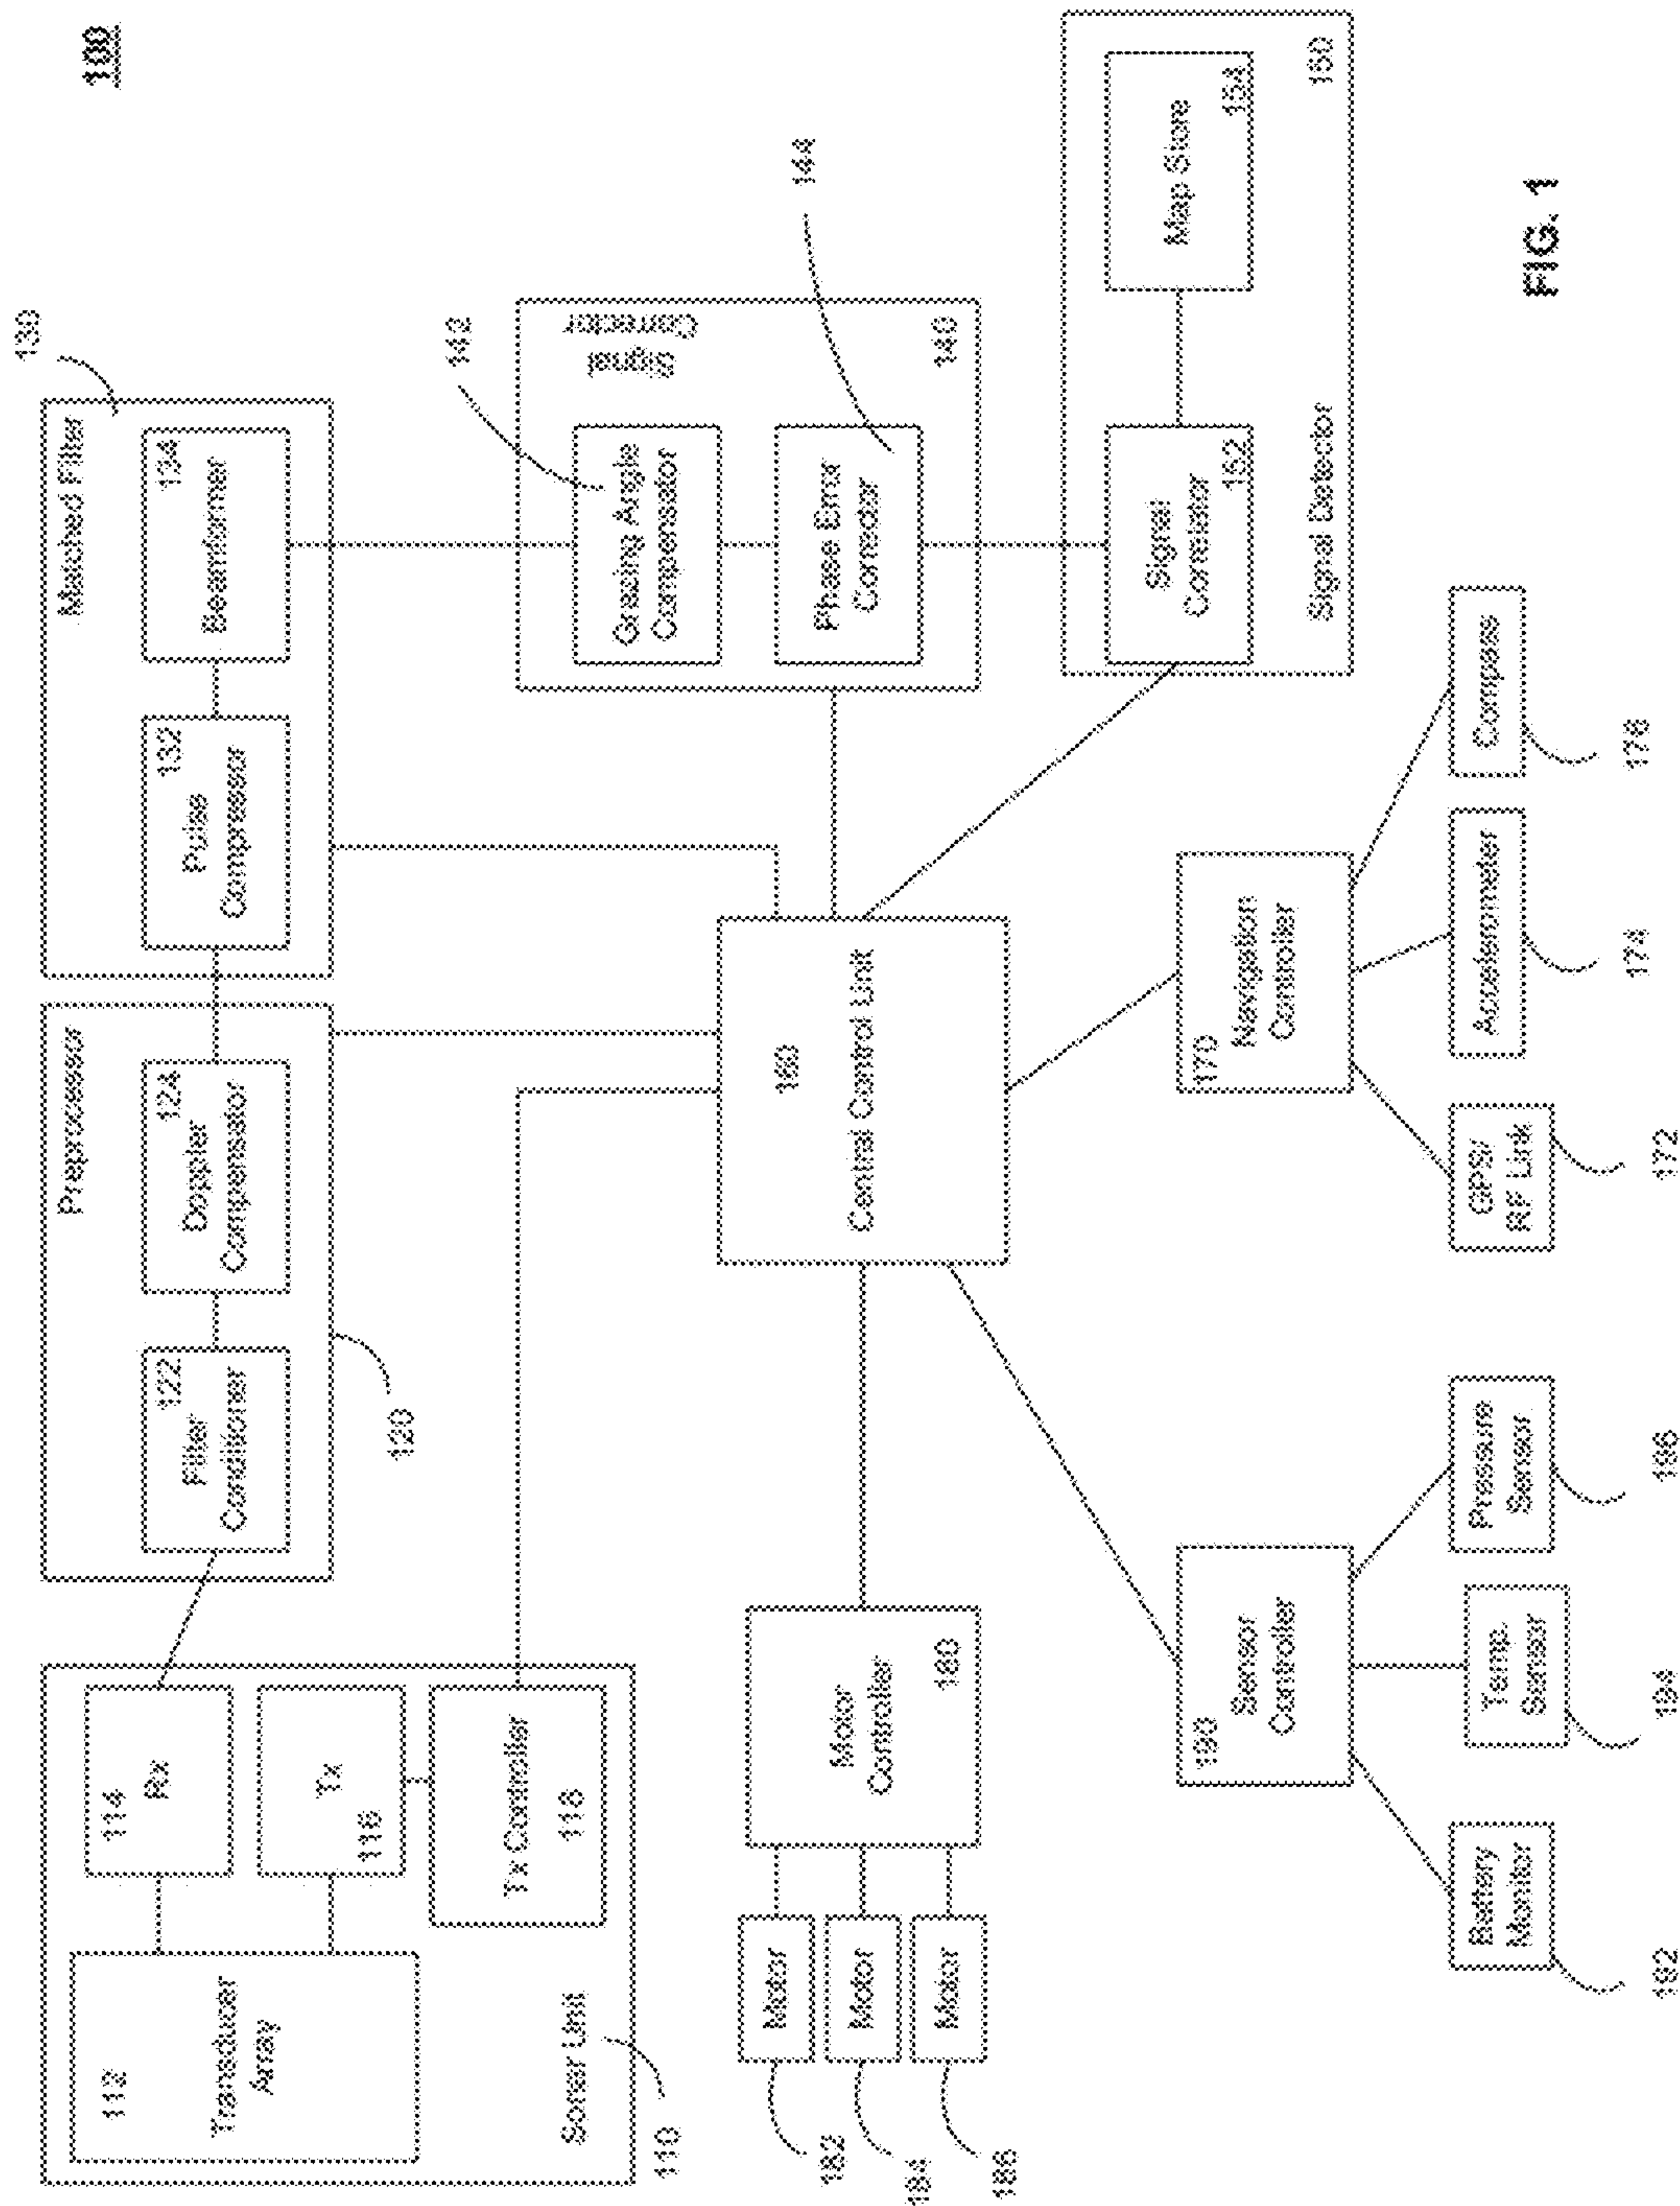 100
Sonar Unit
110
112
Transducer
Array
114
Rx
Tx
116
Tx Controller
118
Preprocessor
120
122
Filter
Conditioner
124
Doppler
Compensator
Matched Filter
130
132
Pulse
Compressor
134
Beamformer
Signal
Corrector
140
142
Grazing Angle
Compensator
144
Phase Error
Corrector
Signal Detector
150
Signal
Correlator
152
Map Store
154
160
Central Control Unit
170
Navigation
Controller
GPS/
RF Link
172
Accelerometer
174
Compass
176
Motor
Controller
180
Motor
182
Motor
184
Motor
186
190
Sensor
Controller
Battery
Monitor
192
Temp.
Sensor
194
Pressure
Sensor
196
FIG. 1